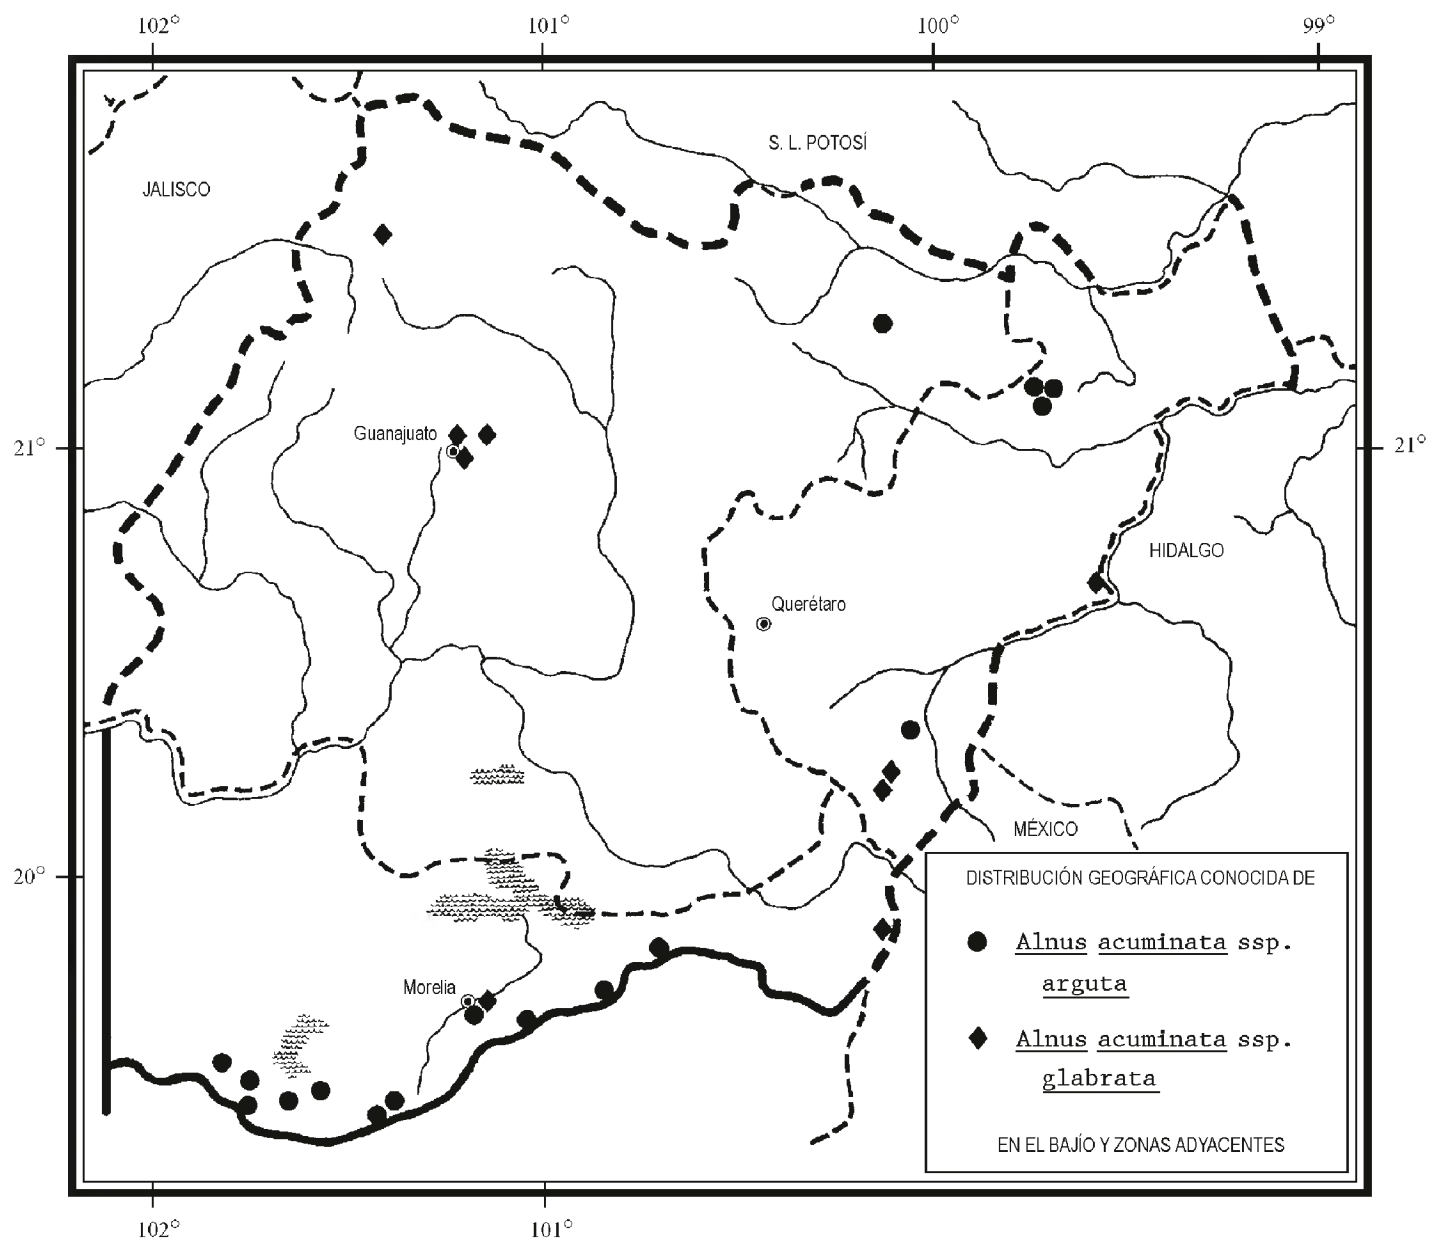 102° 101° 100° 99°
S. L. POTOSÍ
JALISCO
Guanajuato
21° 21°
HIDALGO
Querétaro
MÉXICO
20°
DISTRIBUCIÓN GEOGRÁFICA CONOCIDA DE
Alnus acuminata ssp.
arguta
Morelia
Alnus acuminata ssp.
glabrata
EN EL BAJÍO Y ZONAS ADYACENTES
102° 101°